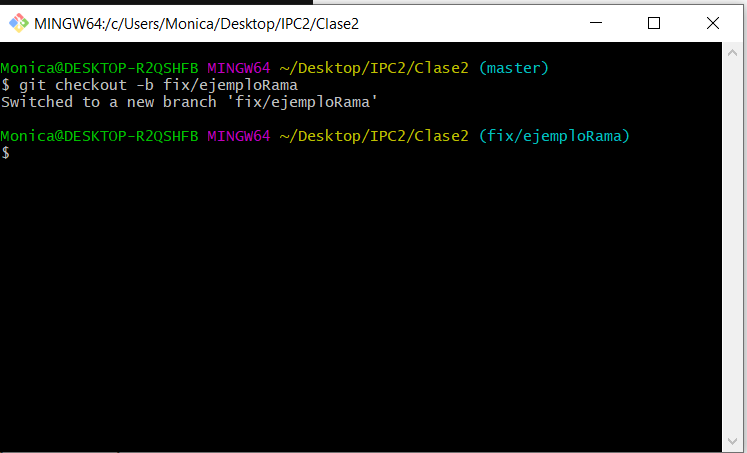 MINGW64:/c/Users/Monica/Desktop/IPC2/Clase2
Monica@DESKTOP-R2QSHFB MINGW64 ~/Desktop/IPC2/Clase2 (master)
$ git checkout -b fix/ejemploRama
Switched to a new branch 'fix/ejemploRama'
Monica@DESKTOP-R2QSHFB MINGW64 ~/Desktop/IPC2/Clase2 (fix/ejemploRama)
$